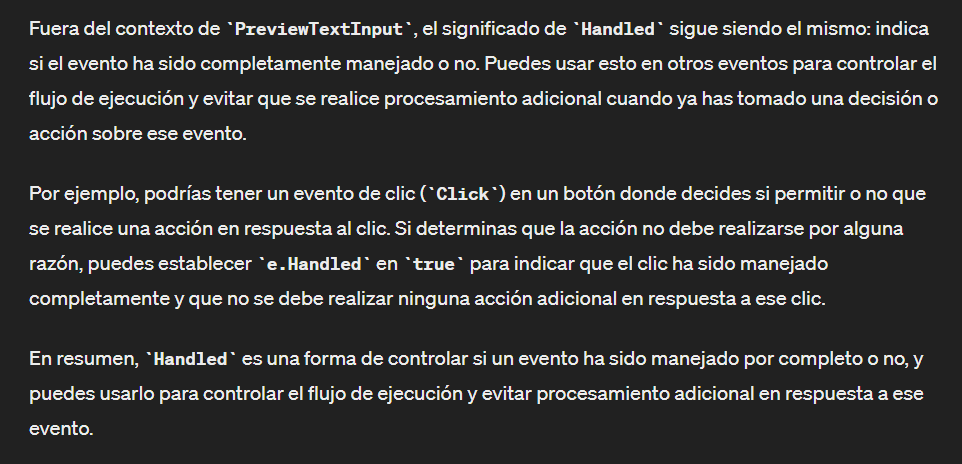 Fuera del contexto de `PreviewTextInput`, el significado de `Handled` sigue siendo el mismo: indica
si el evento ha sido completamente manejado o no. Puedes usar esto en otros eventos para controlar el
flujo de ejecución y evitar que se realice procesamiento adicional cuando ya has tomado una decisión o
acción sobre ese evento.
Por ejemplo, podrías tener un evento de clic (`Click`) en un botón donde decides si permitir o no que
se realice una acción en respuesta al clic. Si determinas que la acción no debe realizarse por alguna
razón, puedes establecer `e.Handled` en `true` para indicar que el clic ha sido manejado
completamente y que no se debe realizar ninguna acción adicional en respuesta a ese clic.
En resumen, `Handled` es una forma de controlar si un evento ha sido manejado por completo o no, y
puedes usarlo para controlar el flujo de ejecución y evitar procesamiento adicional en respuesta a ese
evento.